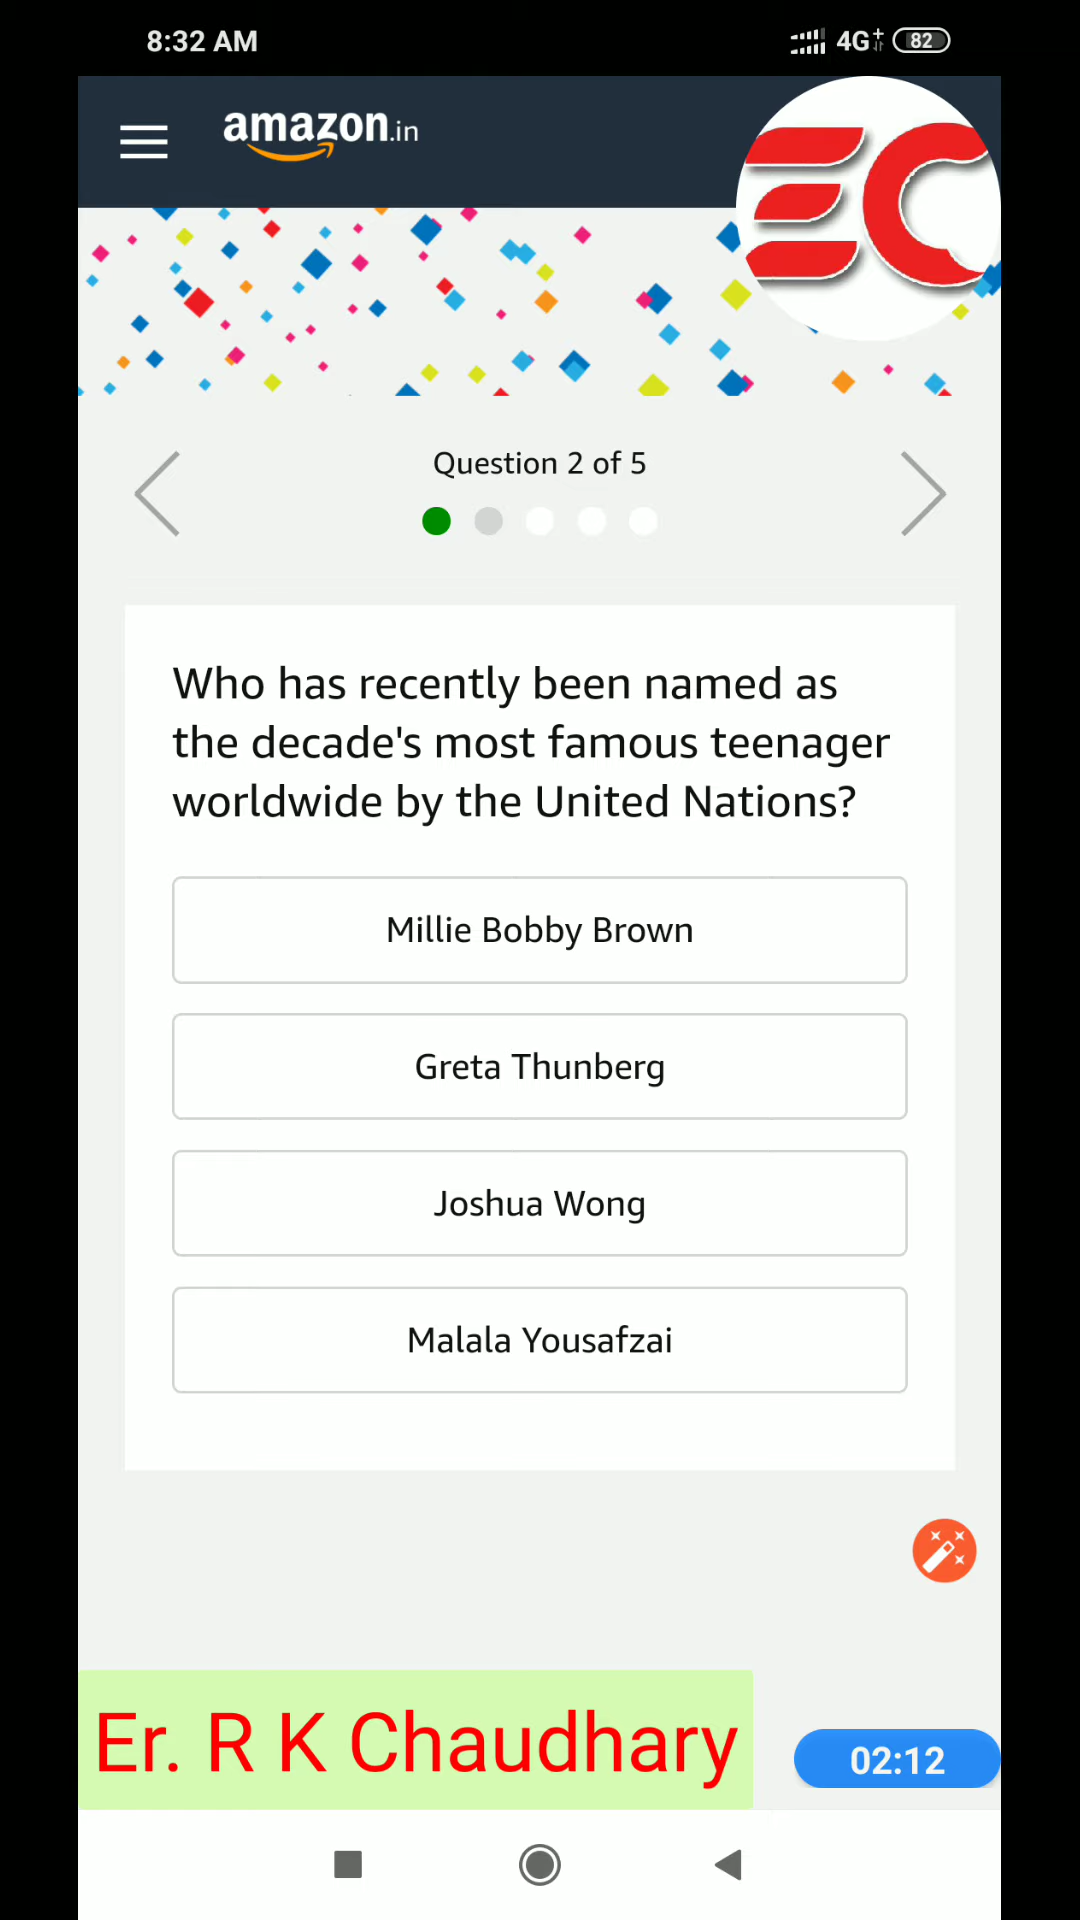 8:32 AM
4G+ 82
amazon.in
EC
Question 2 of 5
Who has recently been named as
the decade's most famous teenager
worldwide by the United Nations?
Millie Bobby Brown
Greta Thunberg
Joshua Wong
Malala Yousafzai
Er. R K Chaudhary
02:12